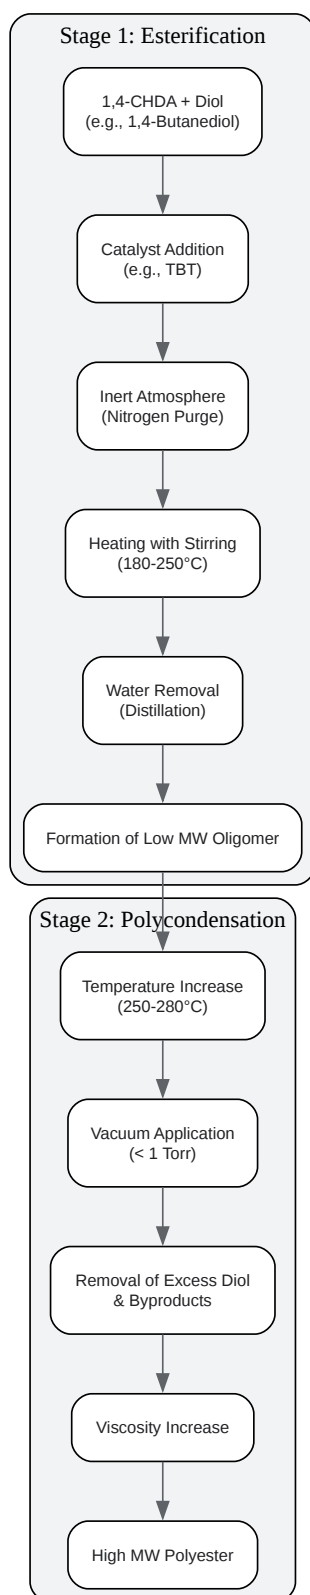 Stage 1: Esterification
1,4-CHDA + Diol
(e.g., 1,4-Butanediol)
Catalyst Addition
(e.g., TBT)
Inert Atmosphere
(Nitrogen Purge)
Heating with Stirring
(180-250°C)
Water Removal
(Distillation)
Formation of Low MW Oligomer
Stage 2: Polycondensation
Temperature Increase
(250-280°C)
Vacuum Application
(< 1 Torr)
Removal of Excess Diol
& Byproducts
Viscosity Increase
High MW Polyester